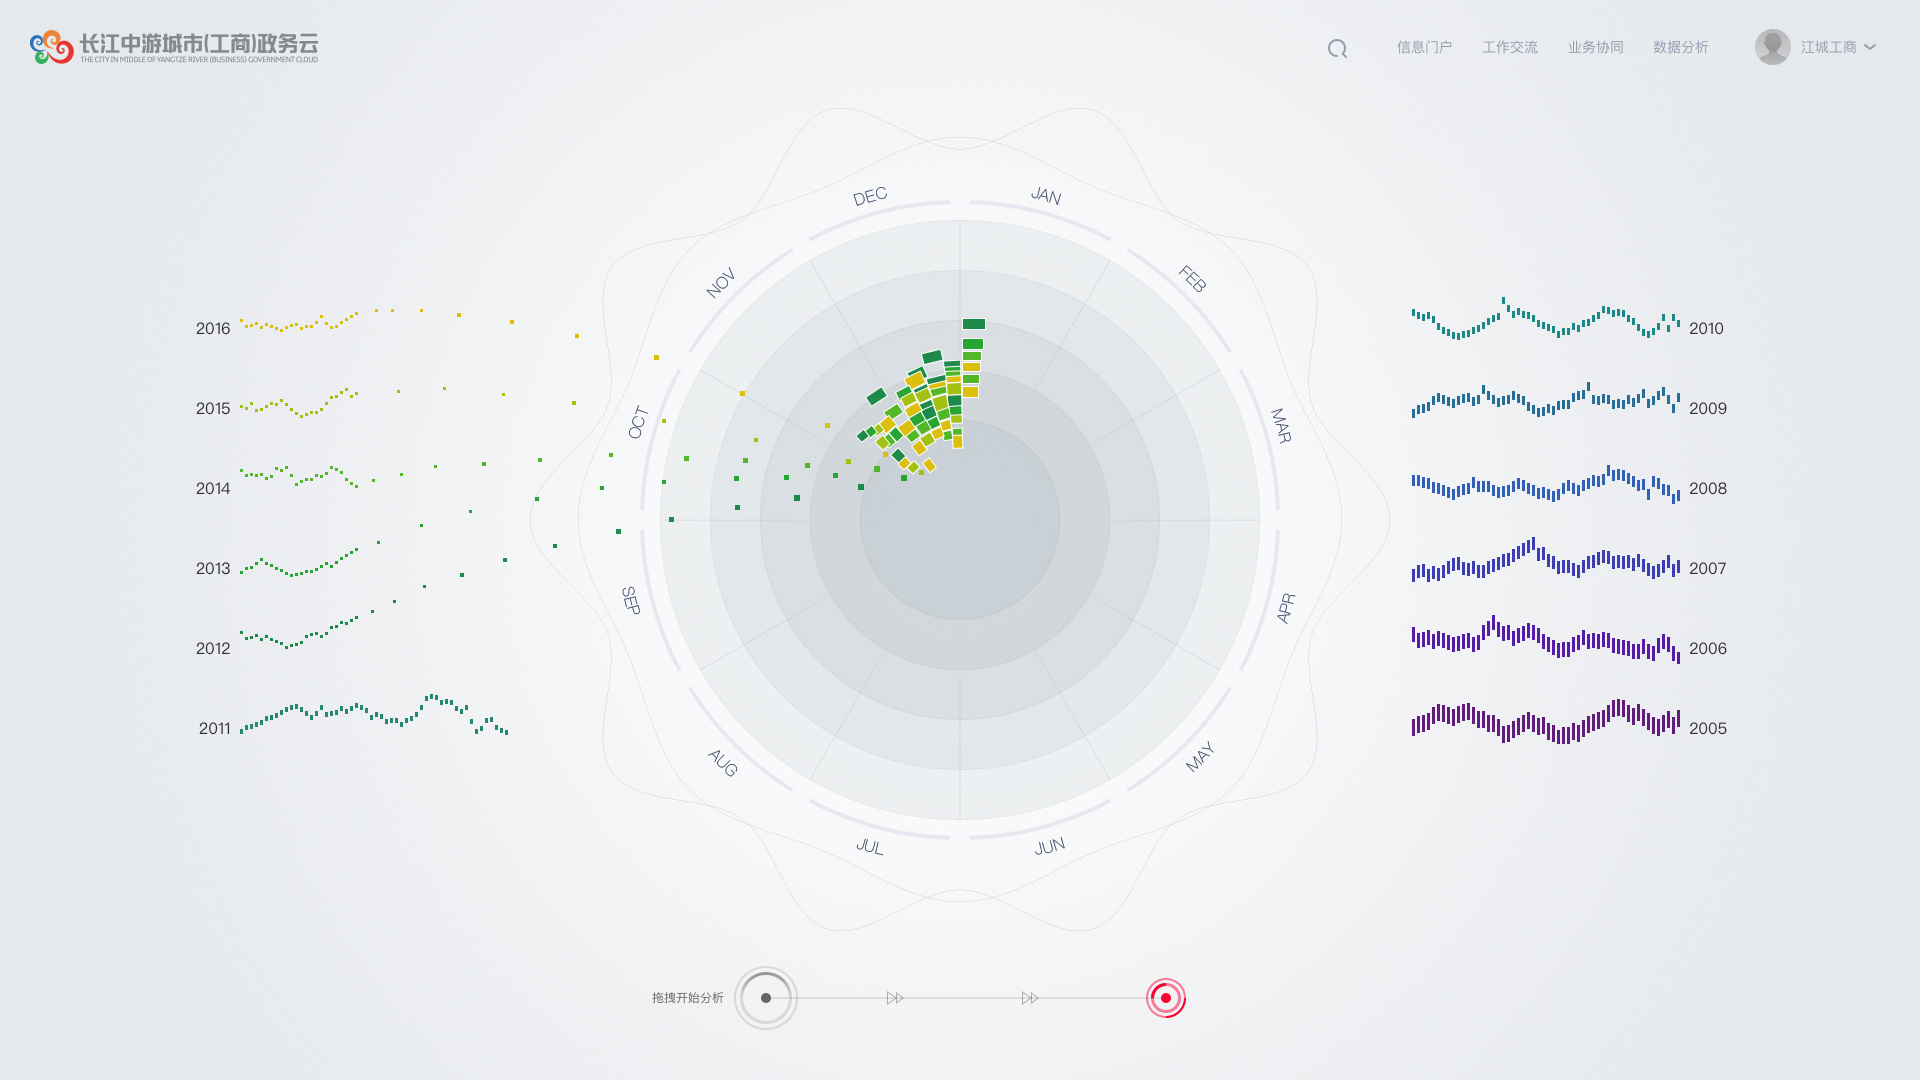 长江中游城市(工商)政务云
THE CITY IN MIDDLE OF YANGTZE RIVER (BUSINESS) GOVERNMENT CLOUD
信息门户 工作交流 业务协同 数据分析 江城工商
DEC JAN
NOV FEB
OCT MAR
SEP APR
AUG MAY
JUL JUN
2016
2015
2014
2013
2012
2011
2010
2009
2008
2007
2006
2005
拖拽开始分析